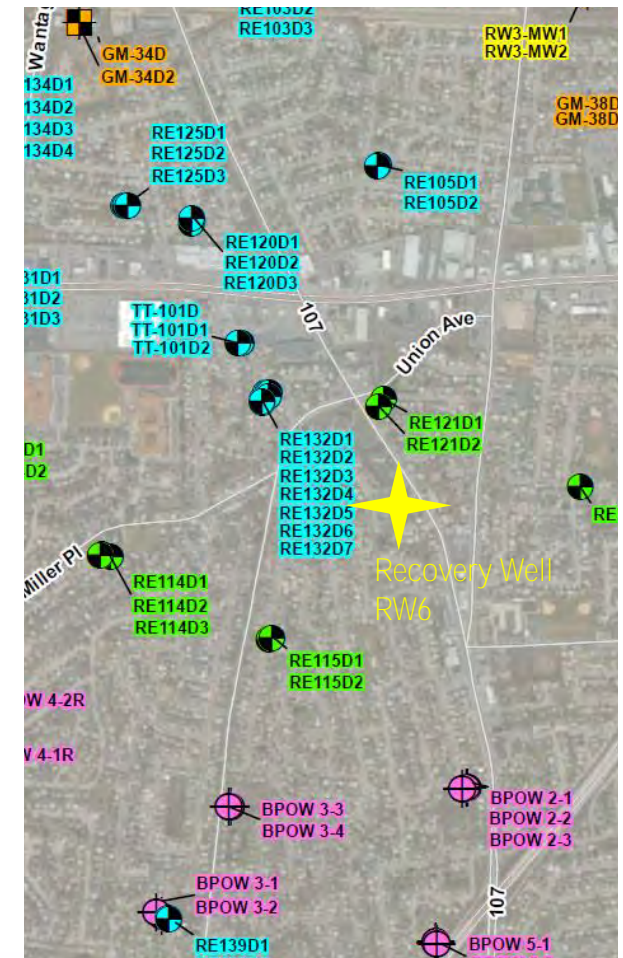 RE103D2
RE103D3
RW3-MW1
RW3-MW2
Wantag
GM-34D
GM-34D2
134D1
134D2
134D3
134D4
GM-38D
GM-38D
RE125D1
RE125D2
RE125D3
RE105D1
RE105D2
RE120D1
RE120D2
RE120D3
31D1
31D2
31D3
TT-101D
TT-101D1
TT-101D2
107
Union Ave
RE121D1
RE121D2
RE132D1
RE132D2
RE132D3
RE132D4
RE132D5
RE132D6
RE132D7
D1
D2
RE
Recovery Well
RW6
Miller Pl
RE114D1
RE114D2
RE114D3
RE115D1
RE115D2
OW 4-2R
W 4-1R
BPOW 3-3
BPOW 3-4
BPOW 2-1
BPOW 2-2
BPOW 2-3
BPOW 3-1
BPOW 3-2
107
RE139D1
BPOW 5-1